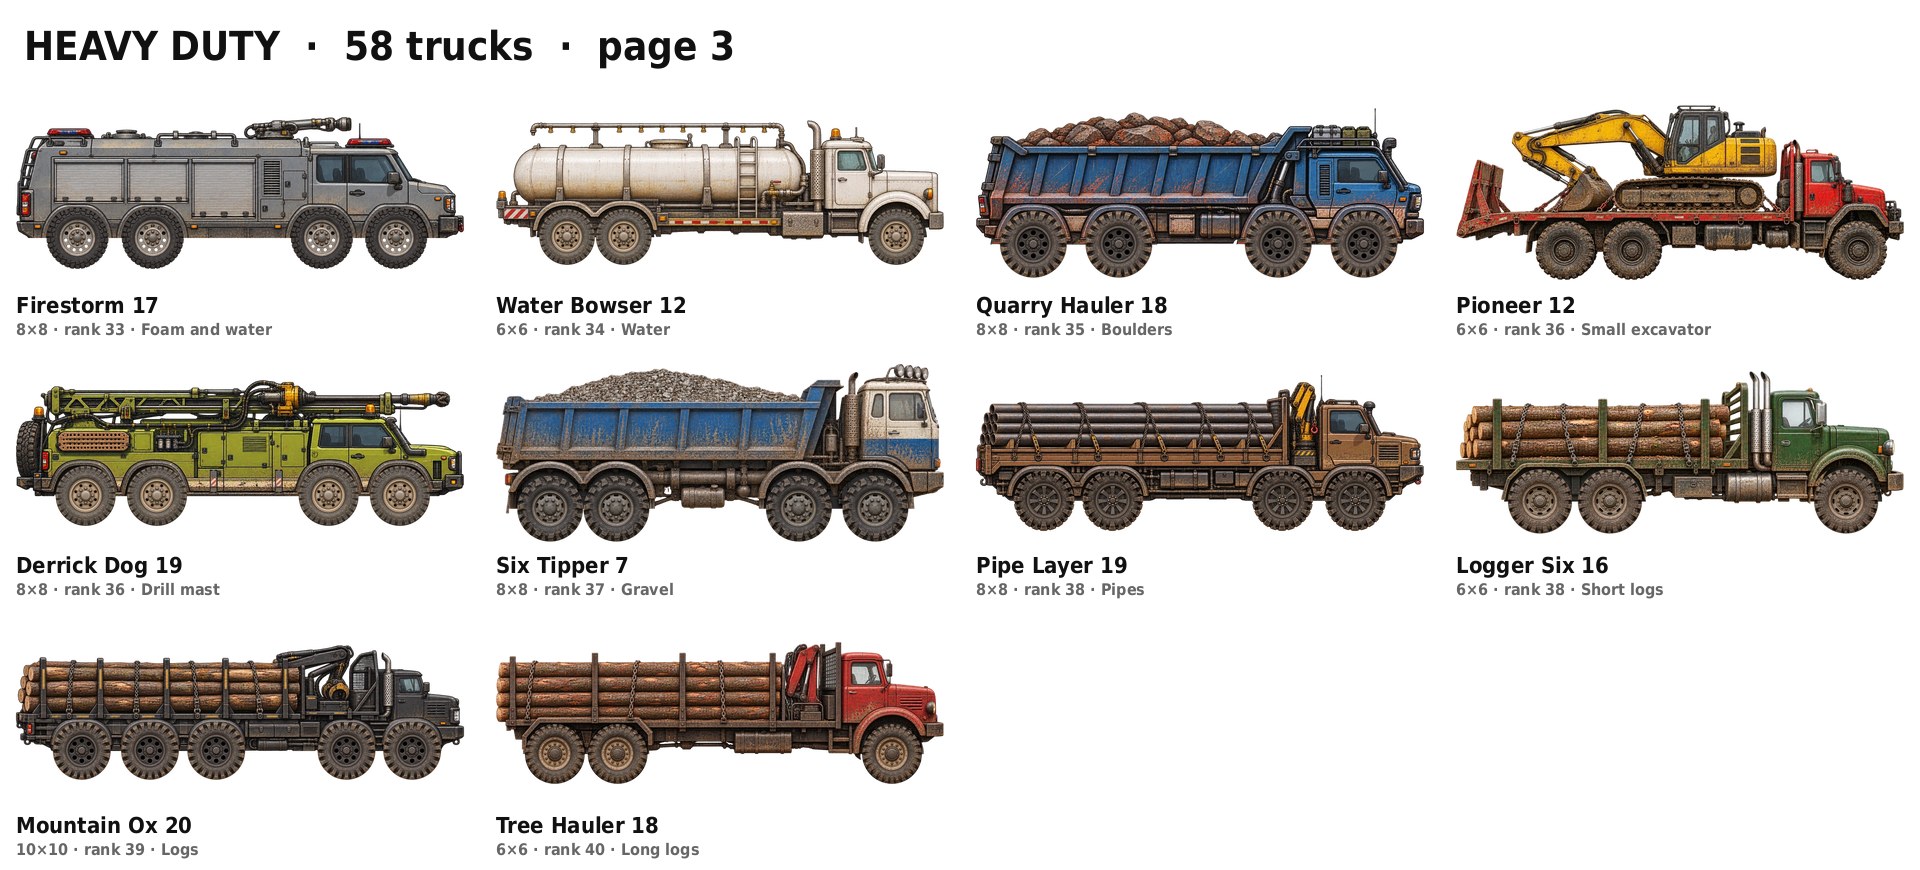 HEAVY DUTY · 58 trucks · page 3
Firestorm 17
8×8 · rank 33 · Foam and water
Water Bowser 12
6×6 · rank 34 · Water
Quarry Hauler 18
8×8 · rank 35 · Boulders
Pioneer 12
6×6 · rank 36 · Small excavator
Derrick Dog 19
8×8 · rank 36 · Drill mast
Six Tipper 7
8×8 · rank 37 · Gravel
Pipe Layer 19
8×8 · rank 38 · Pipes
Logger Six 16
6×6 · rank 38 · Short logs
Mountain Ox 20
10×10 · rank 39 · Logs
Tree Hauler 18
6×6 · rank 40 · Long logs